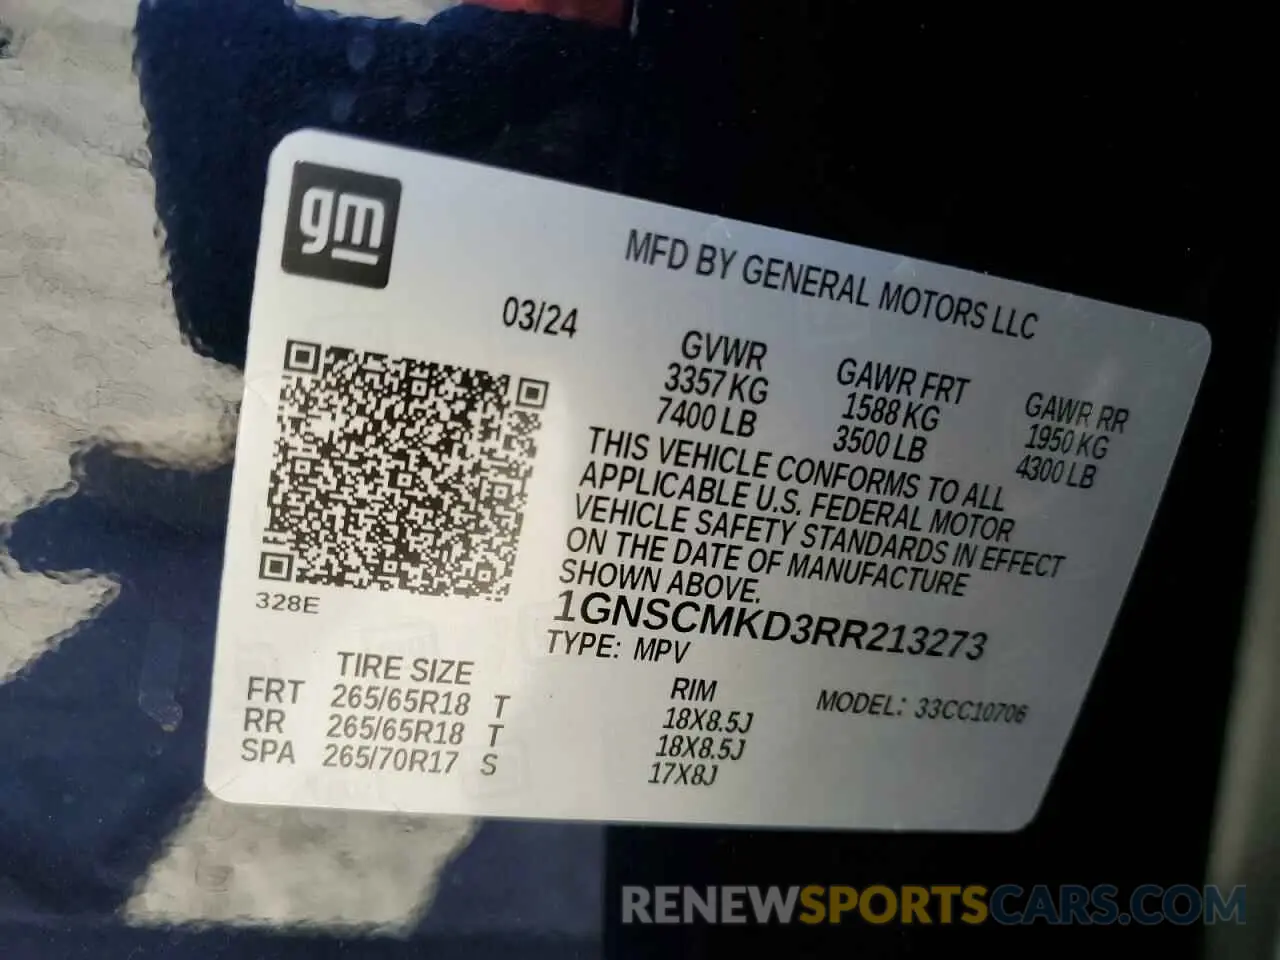 gm
MFD BY GENERAL MOTORS LLC
03/24
GVWR GAWR FRT GAWR RR
3357 KG 1588 KG 1950 KG
7400 LB 3500 LB 4300 LB
THIS VEHICLE CONFORMS TO ALL
APPLICABLE U.S. FEDERAL MOTOR
VEHICLE SAFETY STANDARDS IN EFFECT
ON THE DATE OF MANUFACTURE
SHOWN ABOVE.
328E
1GNSCMKD3RR213273
TYPE: MPV
MODEL: 33CC10706
TIRE SIZE RIM
FRT 265/65R18 T 18X8.5J
RR 265/65R18 T 18X8.5J
SPA 265/70R17 S 17X8J
RENEWSPORTSCARS.COM